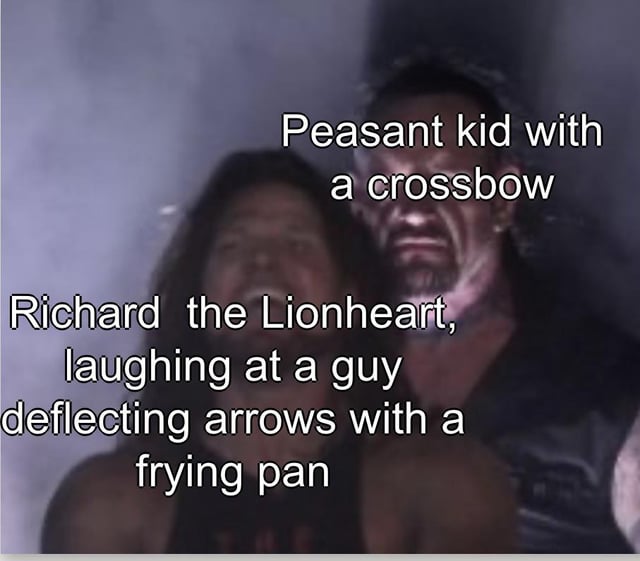 Peasant kid with
a crossbow
Richard the Lionheart,
laughing at a guy
deflecting arrows with a
frying pan